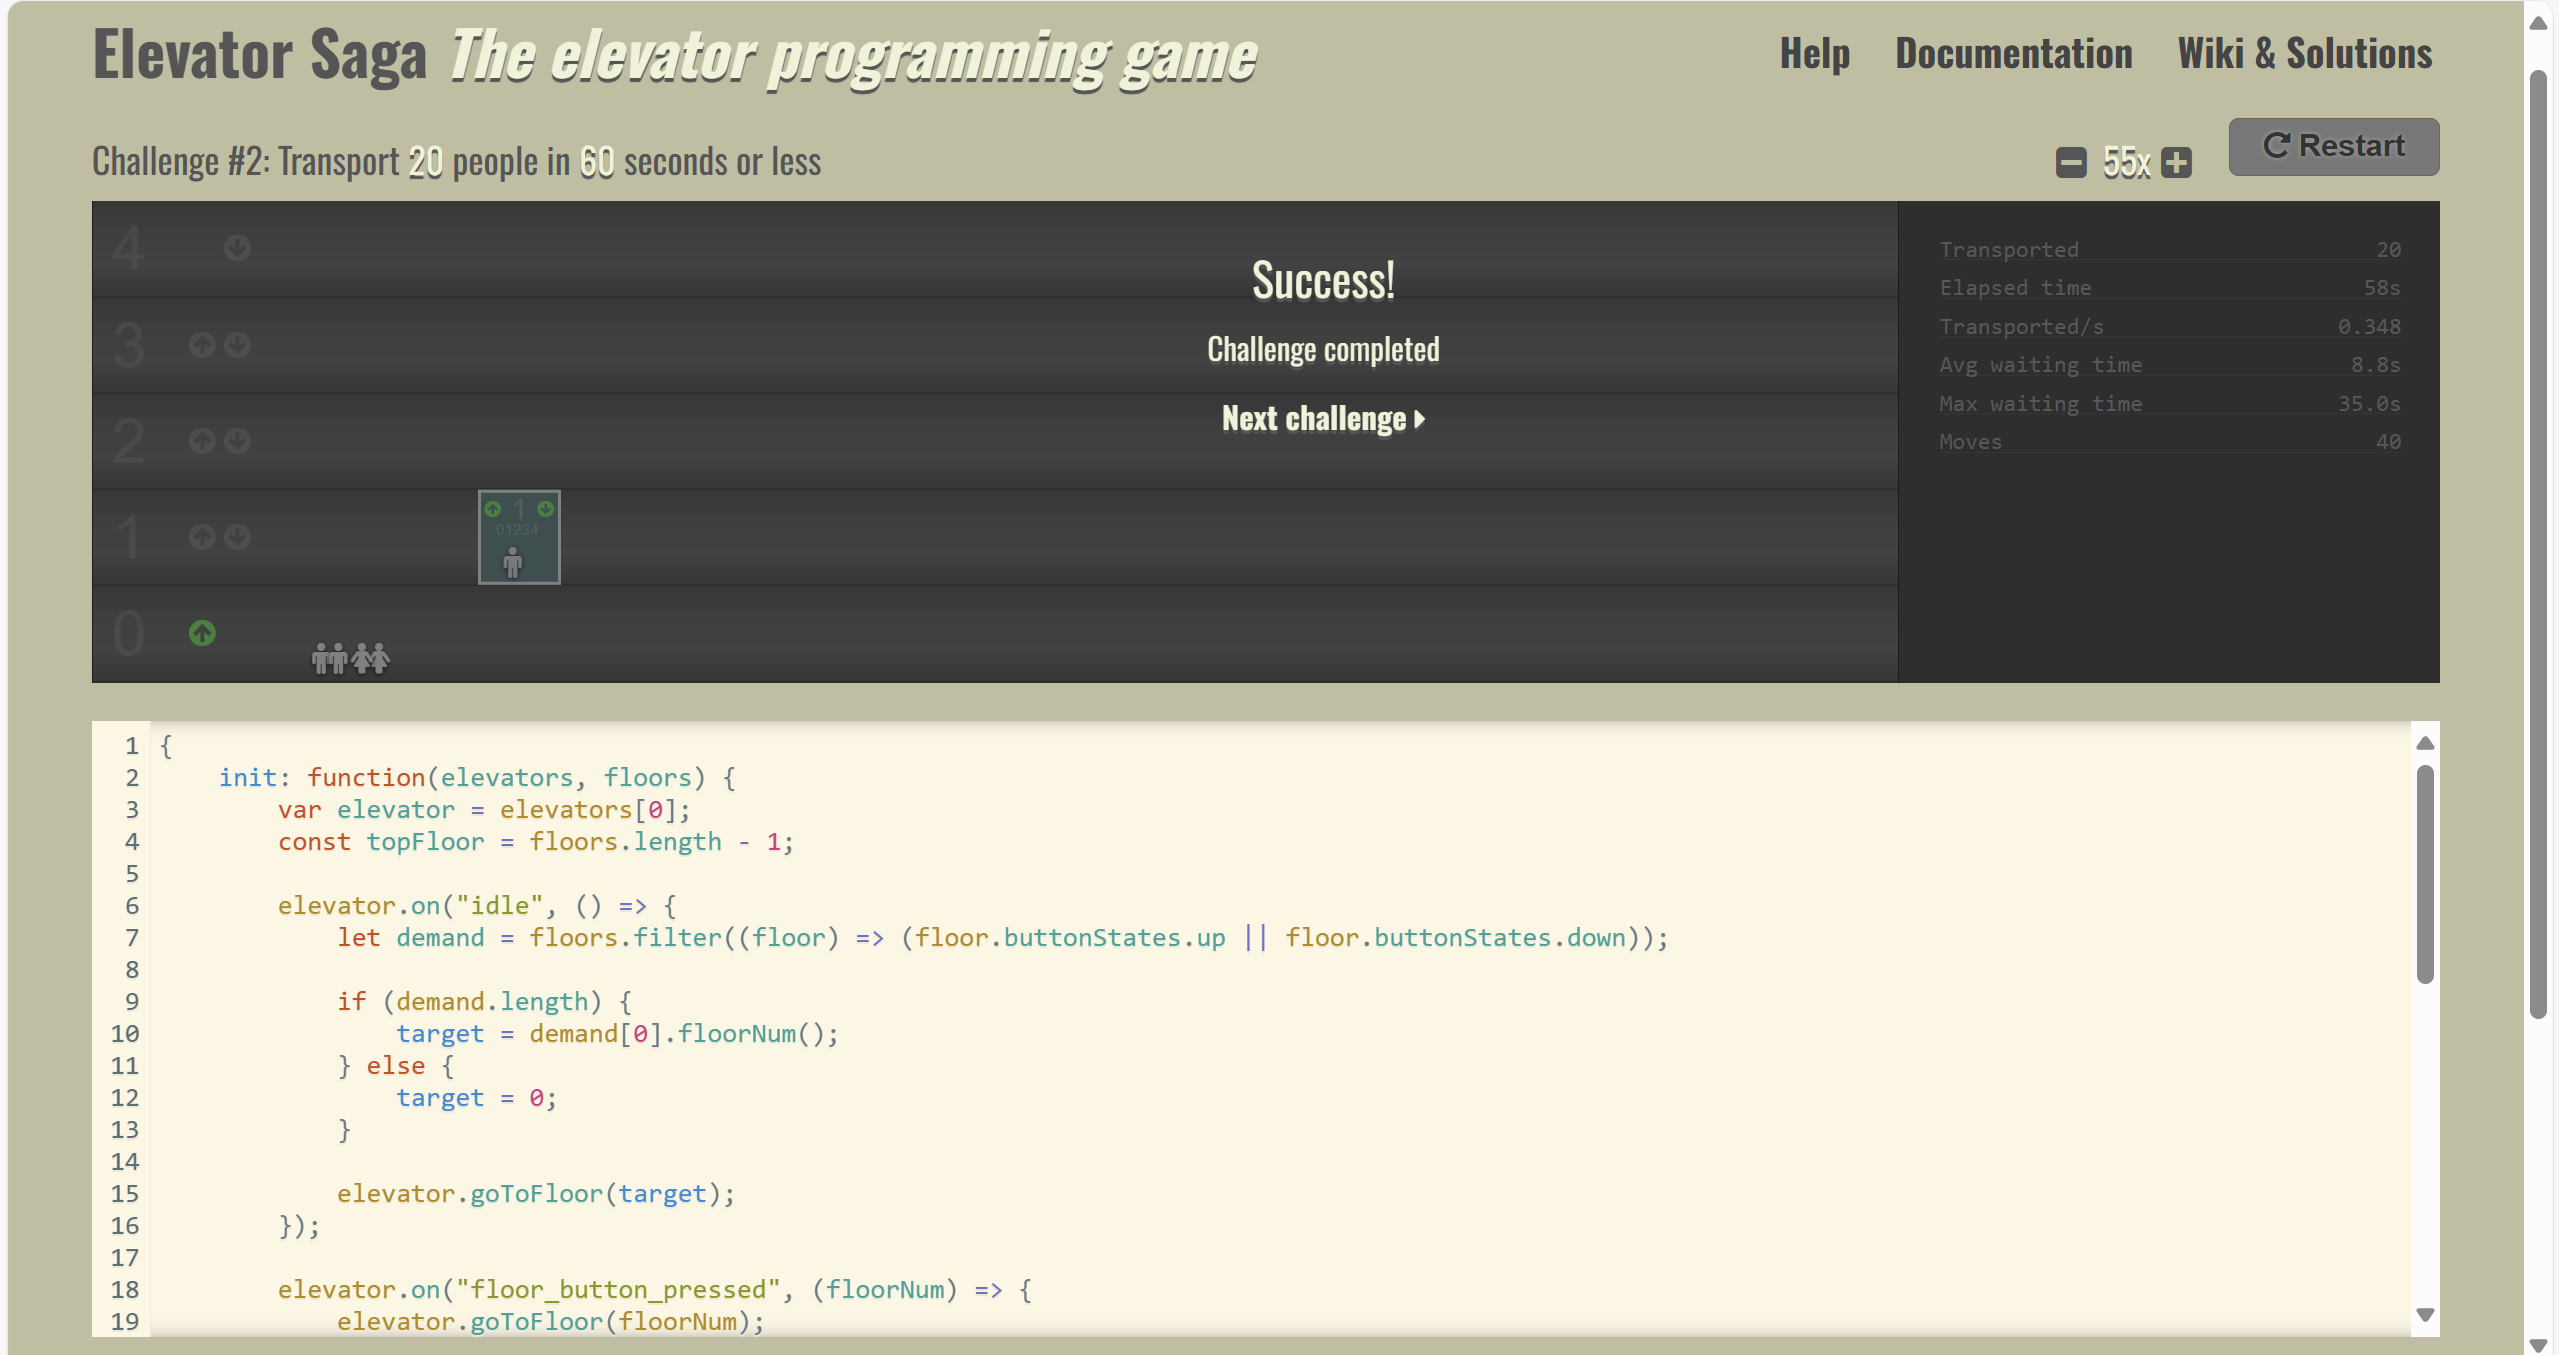 Elevator Saga The elevator programming game
Help Documentation Wiki & Solutions
Challenge #2: Transport 20 people in 60 seconds or less
55x
Restart
4
3
2
1
0
1
01234
Success!
Challenge completed
Next challenge
Transported 20
Elapsed time 58s
Transported/s 0.348
Avg waiting time 8.8s
Max waiting time 35.0s
Moves 40
1 {
2     init: function(elevators, floors) {
3         var elevator = elevators[0];
4         const topFloor = floors.length - 1;
5
6         elevator.on("idle", () => {
7             let demand = floors.filter((floor) => (floor.buttonStates.up || floor.buttonStates.down));
8
9             if (demand.length) {
10                 target = demand[0].floorNum();
11             } else {
12                 target = 0;
13             }
14
15             elevator.goToFloor(target);
16         });
17
18         elevator.on("floor_button_pressed", (floorNum) => {
19             elevator.goToFloor(floorNum);